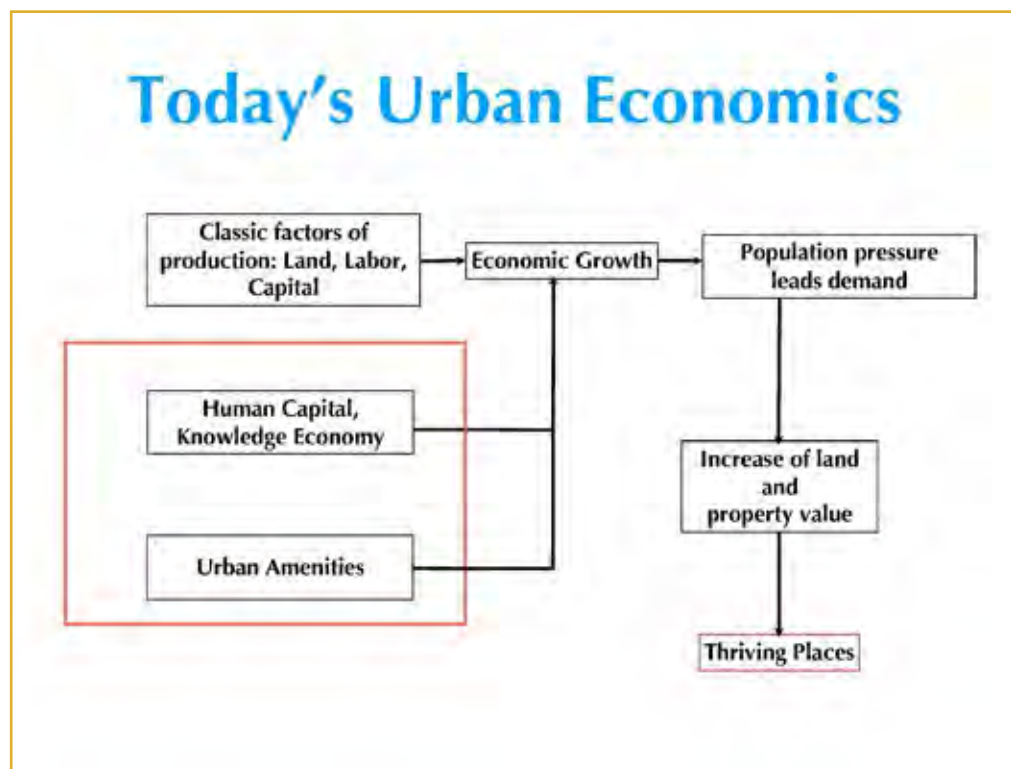 Today's Urban Economics
Classic factors of
production: Land, Labor,
Capital
Economic Growth
Population pressure
leads demand
Human Capital,
Knowledge Economy
Increase of land
and
property value
Urban Amenities
Thriving Places